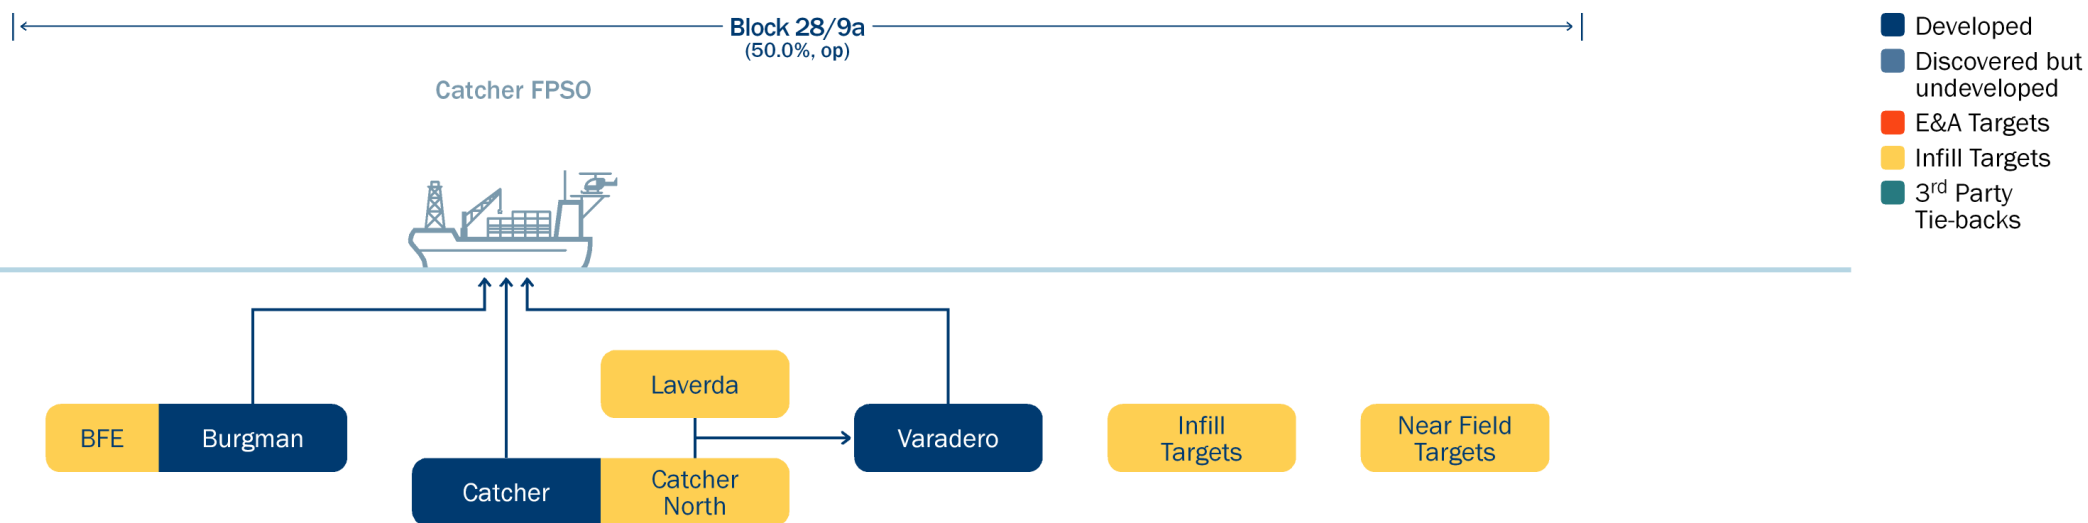 Block 28/9a
(50.0%, op)
Catcher FPSO
Developed
Discovered but
undeveloped
E&A Targets
Infill Targets
3rd Party
Tie-backs
Laverda
BFE
Burgman
Varadero
Infill
Targets
Near Field
Targets
Catcher
Catcher
North